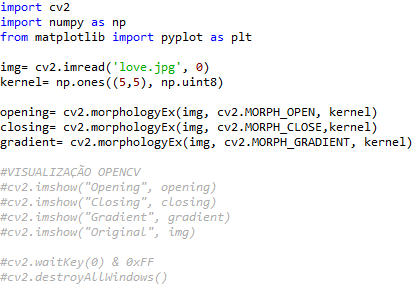 import cv2
import numpy as np
from matplotlib import pyplot as plt
img= cv2.imread('love.jpg', 0)
kernel= np.ones((5,5), np.uint8)
opening= cv2.morphologyEx(img, cv2.MORPH_OPEN, kernel)
closing= cv2.morphologyEx(img, cv2.MORPH_CLOSE,kernel)
gradient= cv2.morphologyEx(img, cv2.MORPH_GRADIENT, kernel)
#VISUALIZAÇÃO OPENCV
#cv2.imshow("Opening", opening)
#cv2.imshow("Closing", closing)
#cv2.imshow("Gradient", gradient)
#cv2.imshow("Original", img)
#cv2.waitKey(0) & 0xFF
#cv2.destroyAllWindows()